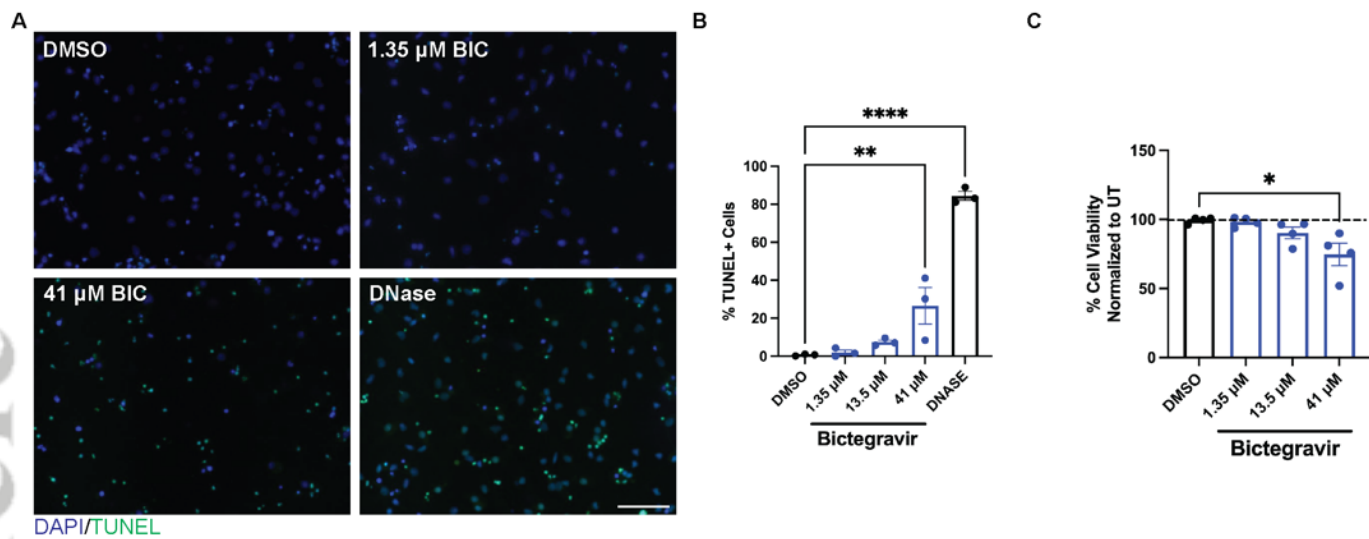 A
DMSO
1.35 µM BIC
41 µM BIC
DNase
DAPI/TUNEL
B
****
**
% TUNEL+ Cells
100
80
60
40
20
0
DMSO
1.35 µM
13.5 µM
41 µM
DNASE
Bictegravir
C
*
% Cell Viability
Normalized to UT
150
100
50
0
DMSO
1.35 µM
13.5 µM
41 µM
Bictegravir